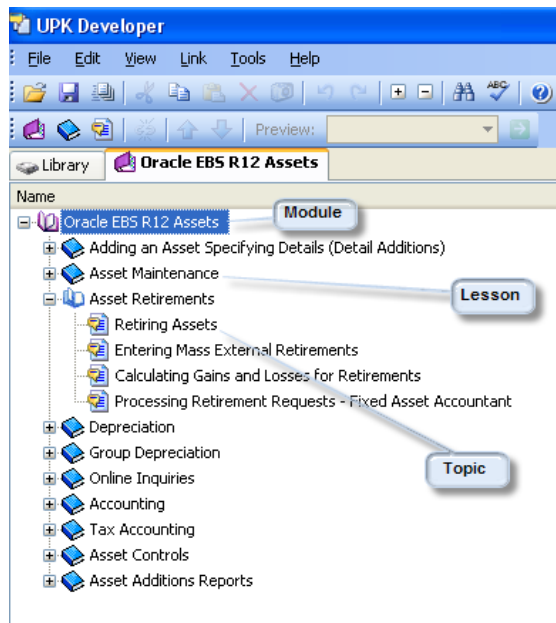 UPK Developer
File Edit View Link Tools Help
ABC
Preview:
Library Oracle EBS R12 Assets
Name
Oracle EBS R12 Assets Module
Adding an Asset Specifying Details (Detail Additions)
Asset Maintenance
Lesson
Asset Retirements
Retiring Assets
Entering Mass External Retirements
Calculating Gains and Losses for Retirements
Processing Retirement Requests - Fixed Asset Accountant
Depreciation
Group Depreciation
Topic
Online Inquiries
Accounting
Tax Accounting
Asset Controls
Asset Additions Reports